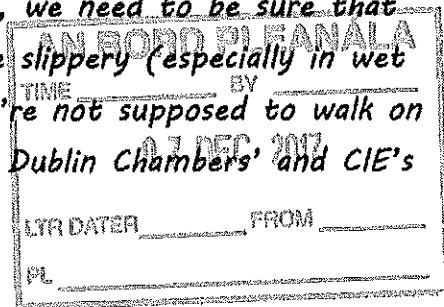 , we need to be sure that
AN BORD PLEANÁLA
e slippery (especially in wet
TIME BY
're not supposed to walk on
Dublin Chambers' and CIE's
07 DEC 2017
LTR DATED FROM
PL